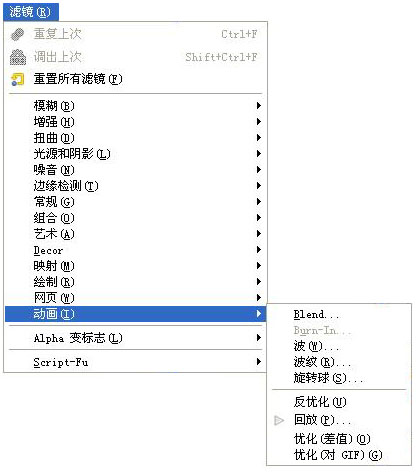 滤镜(R)
重复上次 Ctrl+F
调出上次 Shift+Ctrl+F
重置所有滤镜(F)
模糊(B)
增强(H)
扭曲(D)
光源和阴影(L)
噪音(N)
边缘检测(T)
常规(G)
组合(O)
艺术(A)
Decor
映射(M)
绘制(R)
网页(W)
动画(I)
Alpha 变标志(L)
Script-Fu
Blend...
Burn-In...
波(W)...
波纹(R)...
旋转球(S)...
反优化(U)
回放(P)...
优化(差值)(O)
优化(对 GIF)(G)